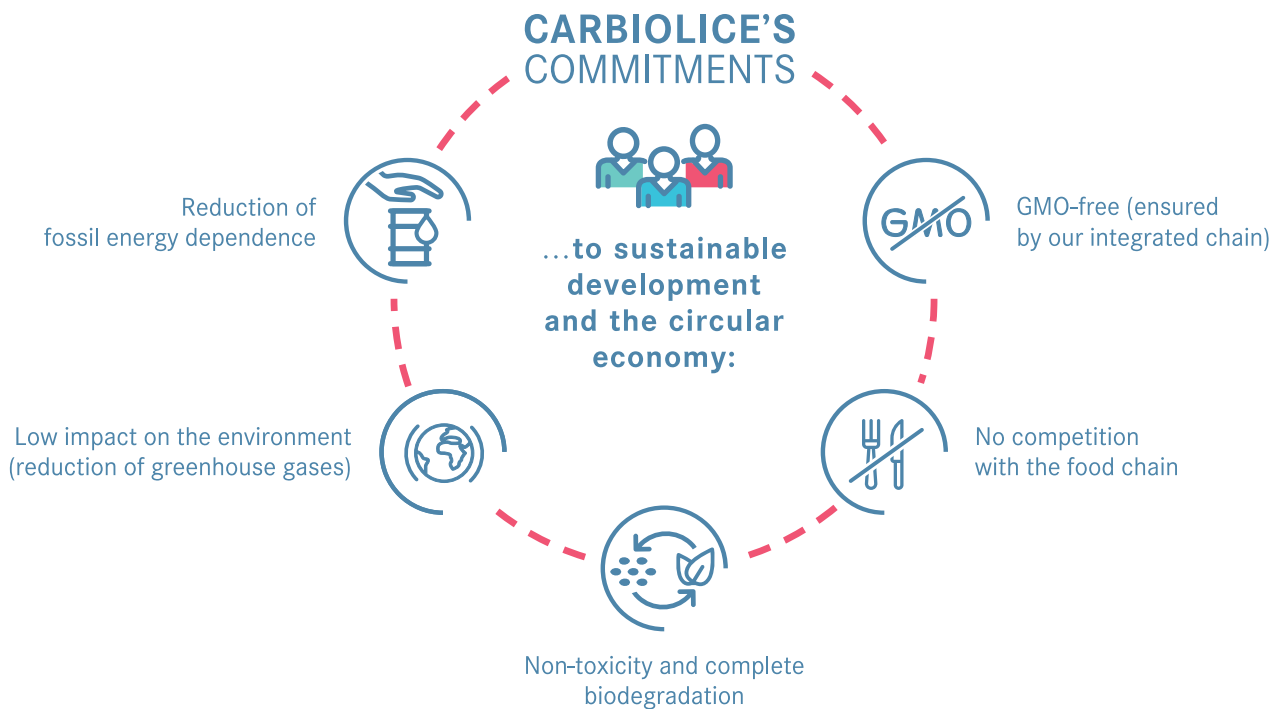 CARBIOLICE'S
COMMITMENTS
...to sustainable
development
and the circular
economy:
Reduction of
fossil energy dependence
GMO
GMO-free (ensured
by our integrated chain)
Low impact on the environment
(reduction of greenhouse gases)
No competition
with the food chain
Non-toxicity and complete
biodegradation